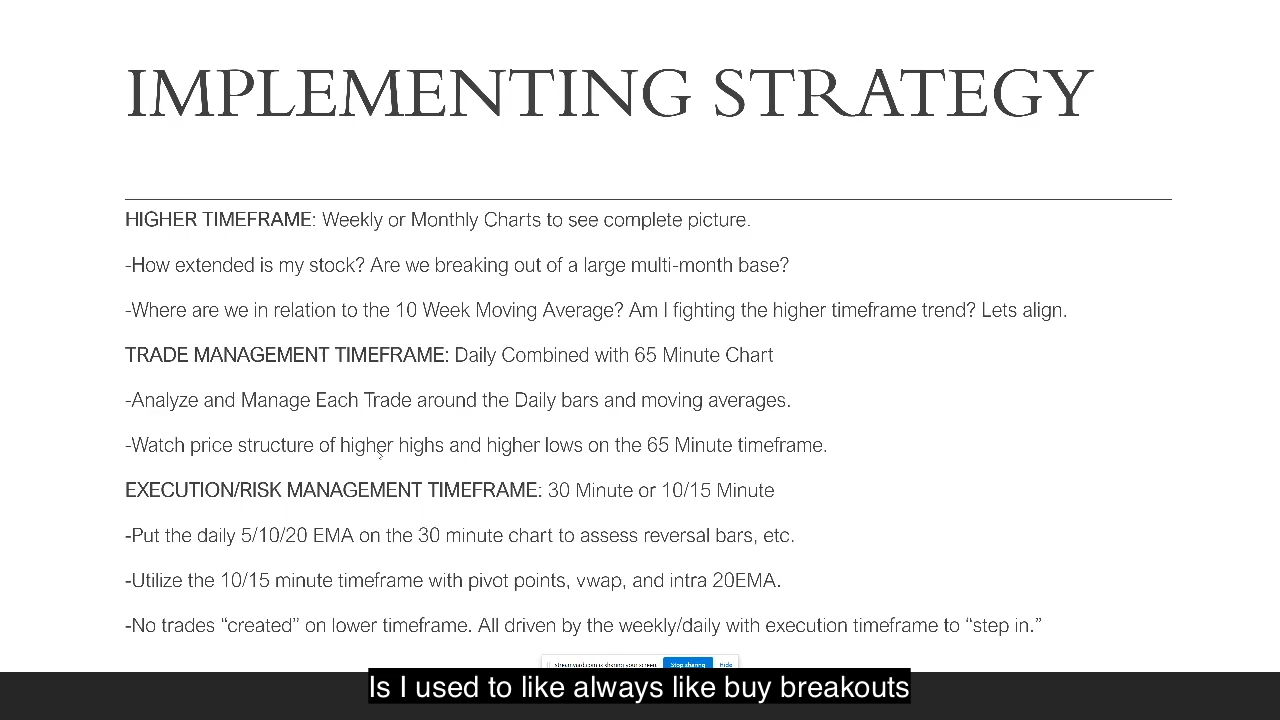 IMPLEMENTING STRATEGY
HIGHER TIMEFRAME: Weekly or Monthly Charts to see complete picture.
-How extended is my stock? Are we breaking out of a large multi-month base?
-Where are we in relation to the 10 Week Moving Average? Am I fighting the higher timeframe trend? Lets align.
TRADE MANAGEMENT TIMEFRAME: Daily Combined with 65 Minute Chart
-Analyze and Manage Each Trade around the Daily bars and moving averages.
-Watch price structure of higher highs and higher lows on the 65 Minute timeframe.
EXECUTION/RISK MANAGEMENT TIMEFRAME: 30 Minute or 10/15 Minute
-Put the daily 5/10/20 EMA on the 30 minute chart to assess reversal bars, etc.
-Utilize the 10/15 minute timeframe with pivot points, vwap, and intra 20EMA.
-No trades “created” on lower timeframe. All driven by the weekly/daily with execution timeframe to “step in.”
is sharing your screen. Stop sharing Hide
Is I used to like always like buy breakouts